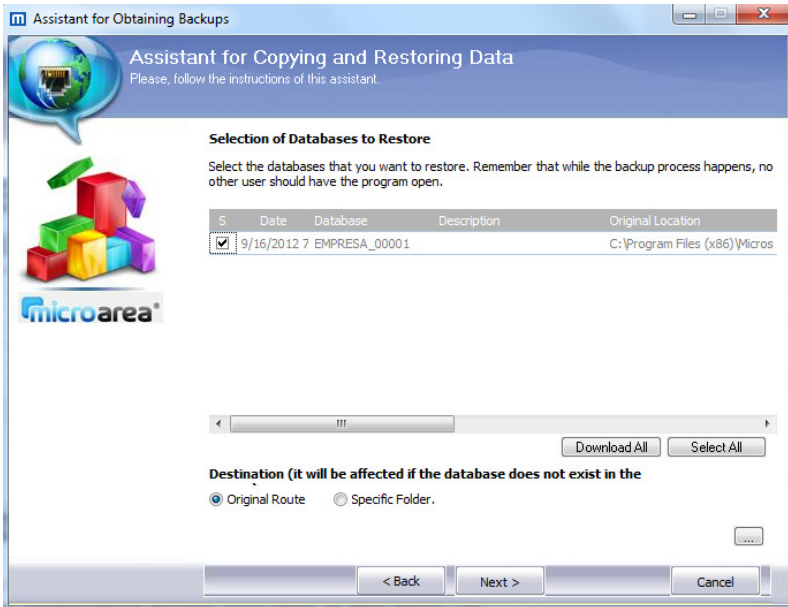 Assistant for Obtaining Backups
Assistant for Copying and Restoring Data
Please, follow the instructions of this assistant.
Selection of Databases to Restore
Select the databases that you want to restore. Remember that while the backup process happens, no
other user should have the program open.
S Date Database Description Original Location
9/16/2012 7 EMPRESA_00001 C:\Program Files (x86)\Micros
microarea®
Download All Select All
Destination (it will be affected if the database does not exist in the
Original Route Specific Folder.
...
< Back Next > Cancel